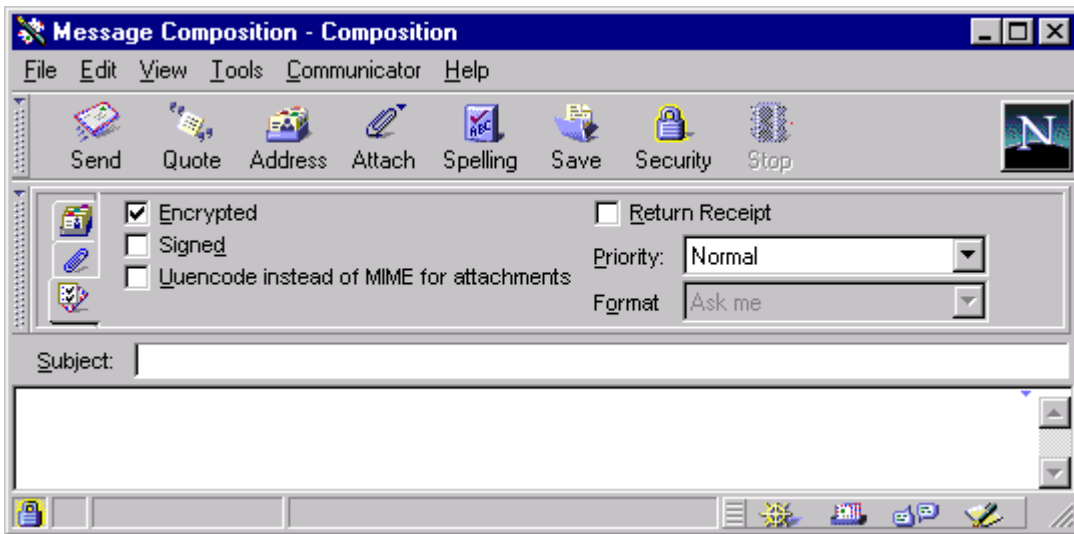 Message Composition - Composition
File Edit View Tools Communicator Help
ABC
N
Send Quote Address Attach Spelling Save Security Stop
Encrypted
Return Receipt
Signed
Priority: Normal
Uuencode instead of MIME for attachments
Format Ask me
Subject: